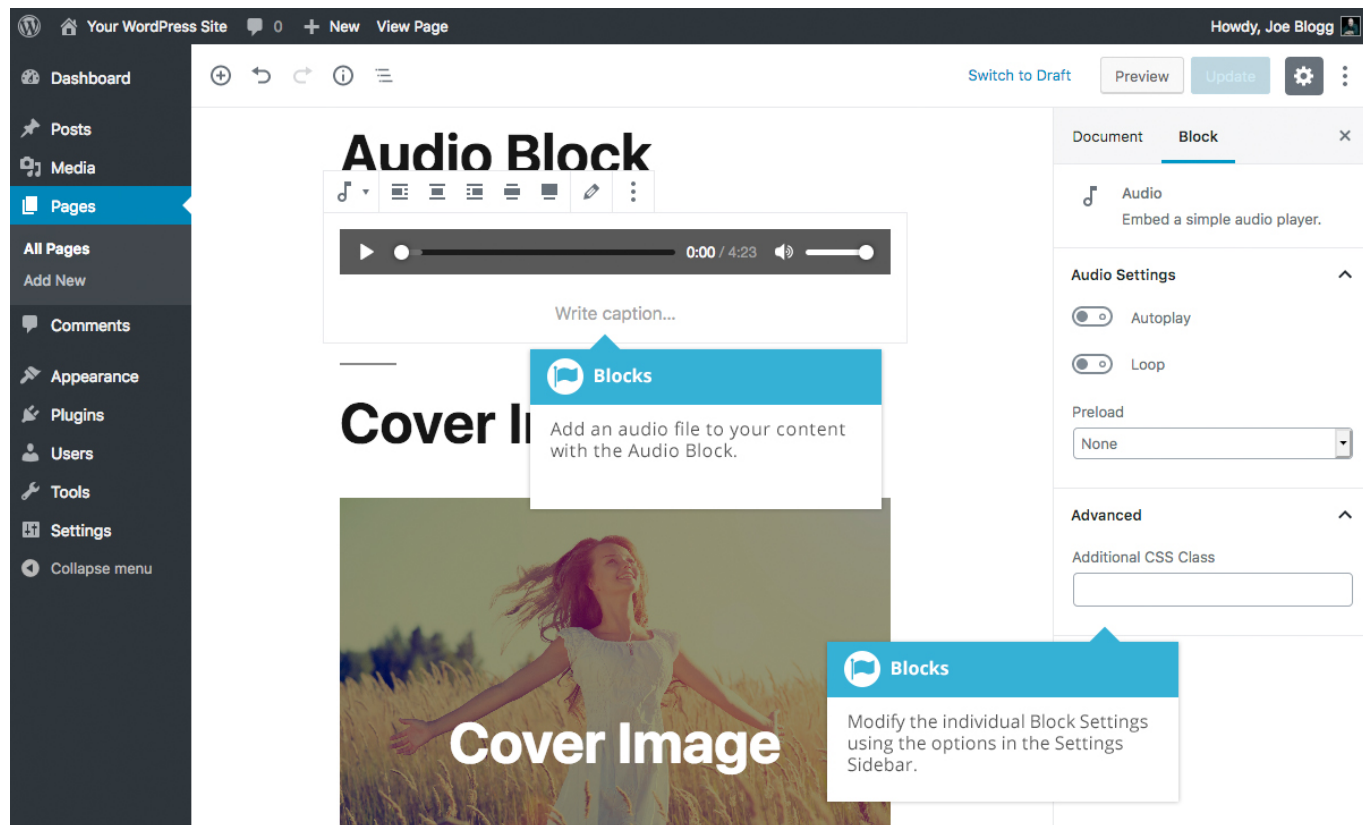 Your WordPress Site 0 New View Page
Howdy, Joe Blogg
Dashboard
Posts
Media
Pages
All Pages
Add New
Comments
Appearance
Plugins
Users
Tools
Settings
Collapse menu
Switch to Draft Preview Update
Audio Block
0:00 / 4:23
Write caption...
Blocks
Add an audio file to your content
with the Audio Block.
Cover I
Cover Image
Document Block
Audio
Embed a simple audio player.
Audio Settings
Autoplay
Loop
Preload
None
Advanced
Additional CSS Class
Blocks
Modify the individual Block Settings
using the options in the Settings
Sidebar.